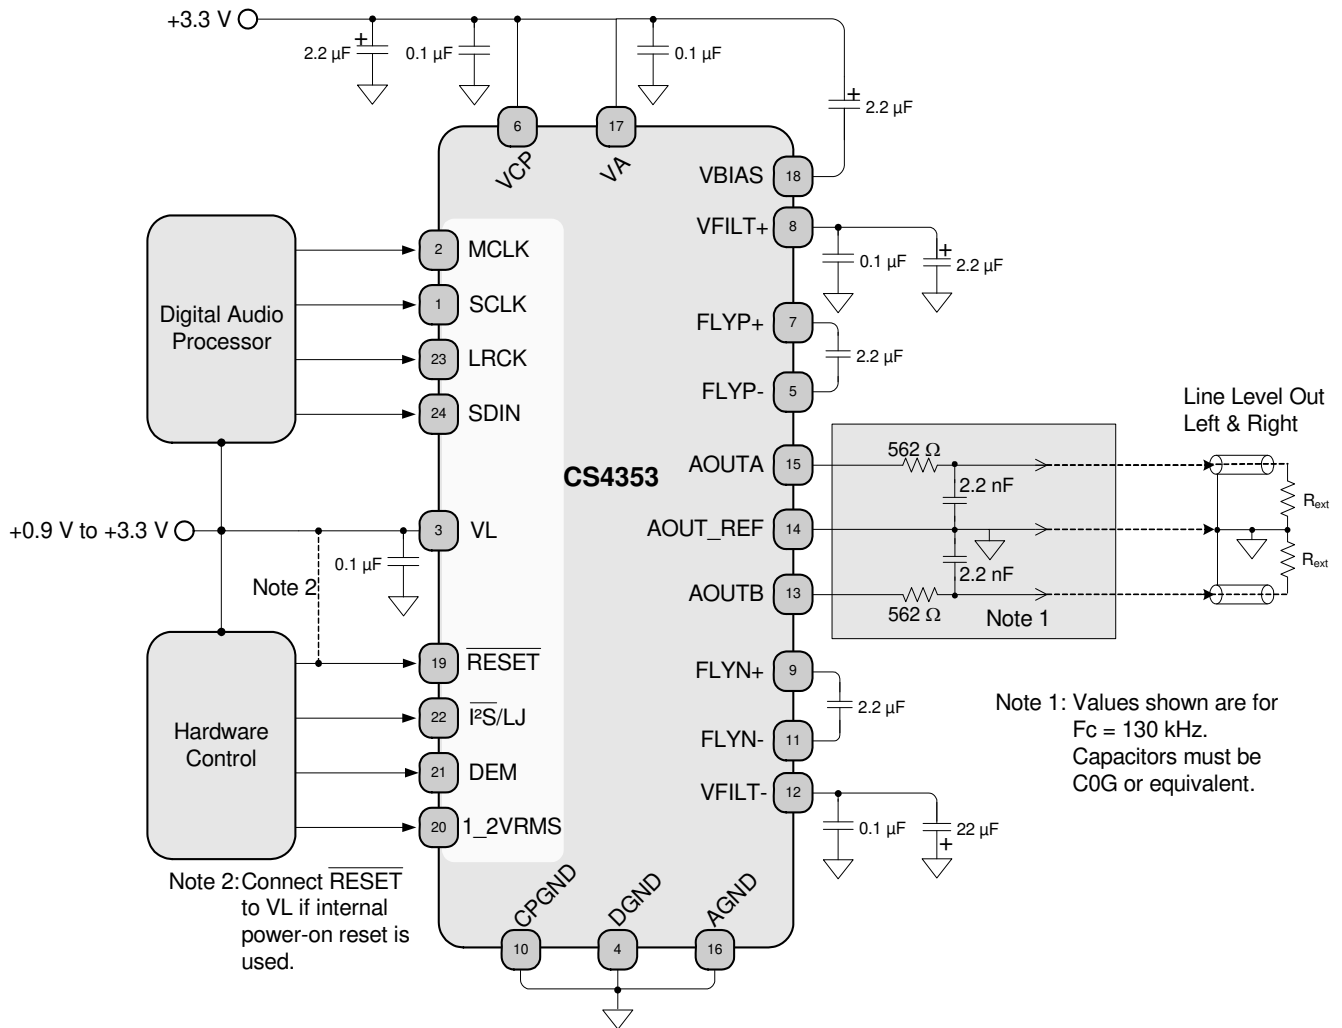 +3.3 V
2.2 µF
+
0.1 µF
0.1 µF
+
2.2 µF
6
17
VCP
VA
VBIAS
18
VFILT+
8
0.1 µF
+
2.2 µF
2
MCLK
1
SCLK
23
LRCK
24
SDIN
Digital Audio
Processor
FLYP+
7
2.2 µF
FLYP-
5
Line Level Out
Left & Right
CS4353
AOUTA
15
562 Ω
2.2 nF
Rext
+0.9 V to +3.3 V
3
VL
0.1 µF
Note 2
AOUT_REF
14
2.2 nF
Rext
AOUTB
13
562 Ω
Note 1
Hardware
Control
19
RESET
22
I²S/LJ
21
DEM
20
1_2VRMS
FLYN+
9
2.2 µF
FLYN-
11
VFILT-
12
0.1 µF
22 µF
+
Note 1: Values shown are for
Fc = 130 kHz.
Capacitors must be
C0G or equivalent.
Note 2: Connect RESET
to VL if internal
power-on reset is
used.
CPGND
DGND
AGND
10
4
16